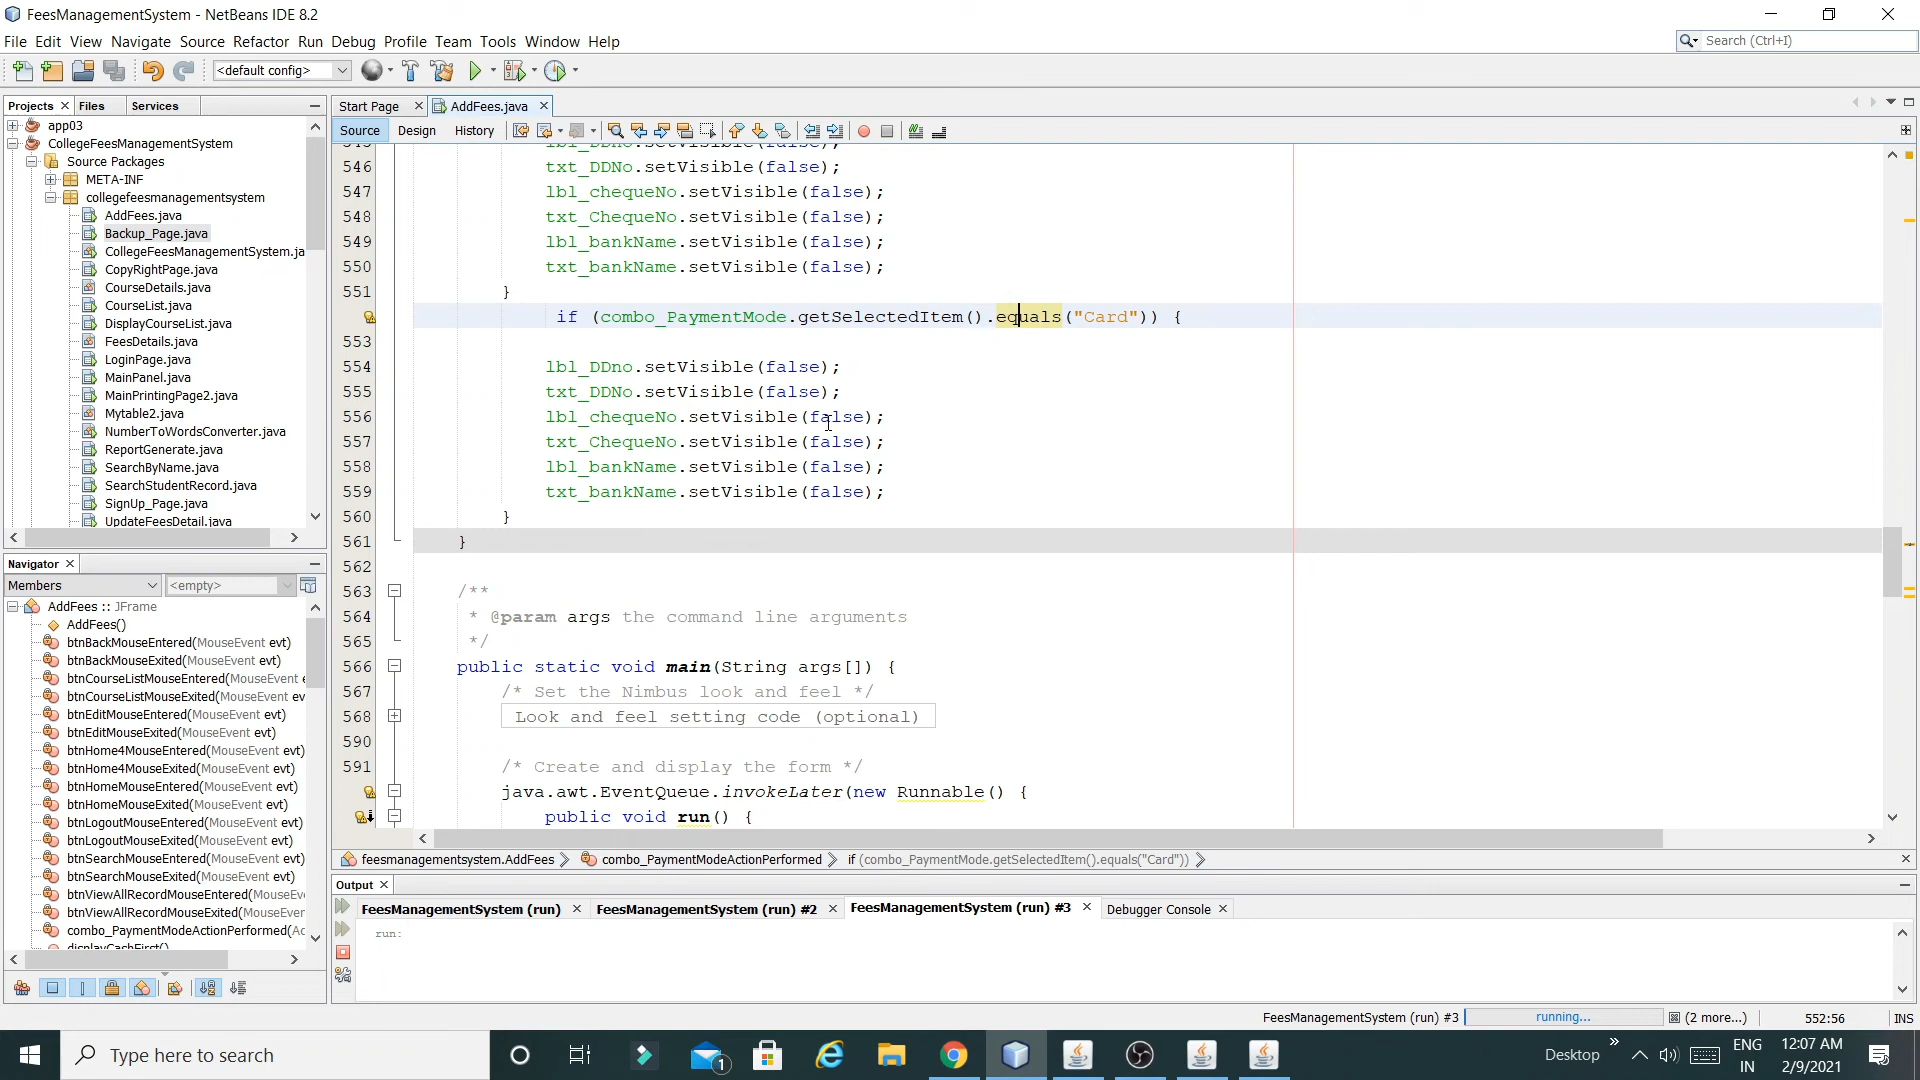 FeesManagementSystem - NetBeans IDE 8.2
File Edit View Navigate Source Refactor Run Debug Profile Team Tools Window Help
Search (Ctrl+I)
<default config>
Projects Files Services
app03
CollegeFeesManagementSystem
Source Packages
META-INF
collegefeesmanagementsystem
AddFees.java
Backup_Page.java
CollegeFeesManagementSystem.ja
CopyRightPage.java
CourseDetails.java
CourseList.java
DisplayCourseList.java
FeesDetails.java
LoginPage.java
MainPanel.java
MainPrintingPage2.java
Mytable2.java
NumberToWordsConverter.java
ReportGenerate.java
SearchByName.java
SearchStudentRecord.java
SignUp_Page.java
UpdateFeesDetail.java
Navigator
Members <empty>
AddFees :: JFrame
AddFees()
btnBackMouseEntered(MouseEvent evt)
btnBackMouseExited(MouseEvent evt)
btnCourseListMouseEntered(MouseEvent e
btnCourseListMouseExited(MouseEvent ev
btnEditMouseEntered(MouseEvent evt)
btnEditMouseExited(MouseEvent evt)
btnHome4MouseEntered(MouseEvent evt)
btnHome4MouseExited(MouseEvent evt)
btnHomeMouseEntered(MouseEvent evt)
btnHomeMouseExited(MouseEvent evt)
btnLogoutMouseEntered(MouseEvent evt)
btnLogoutMouseExited(MouseEvent evt)
btnSearchMouseEntered(MouseEvent evt)
btnSearchMouseExited(MouseEvent evt)
btnViewAllRecordMouseEntered(MouseEv
btnViewAllRecordMouseExited(MouseEver
combo_PaymentModeActionPerformed(Ac
displayCashFirst()
Start Page AddFees.java
Source Design History
545 lbl_DDno.setVisible(false);
546 txt_DDNo.setVisible(false);
547 lbl_chequeNo.setVisible(false);
548 txt_ChequeNo.setVisible(false);
549 lbl_bankName.setVisible(false);
550 txt_bankName.setVisible(false);
551 }
if (combo_PaymentMode.getSelectedItem().equals("Card")) {
553
554 lbl_DDno.setVisible(false);
555 txt_DDNo.setVisible(false);
556 lbl_chequeNo.setVisible(false);
557 txt_ChequeNo.setVisible(false);
558 lbl_bankName.setVisible(false);
559 txt_bankName.setVisible(false);
560 }
561 }
562
563 /**
564 * @param args the command line arguments
565 */
566 public static void main(String args[]) {
567 /* Set the Nimbus look and feel */
568 Look and feel setting code (optional)
590
591 /* Create and display the form */
java.awt.EventQueue.invokeLater(new Runnable() {
public void run() {
feesmanagementsystem.AddFees combo_PaymentModeActionPerformed if (combo_PaymentMode.getSelectedItem().equals("Card"))
Output
FeesManagementSystem (run) FeesManagementSystem (run) #2 FeesManagementSystem (run) #3 Debugger Console
run:
FeesManagementSystem (run) #3 running... (2 more...) 552:56 INS
Type here to search
1
Desktop
ENG
IN
12:07 AM
2/9/2021